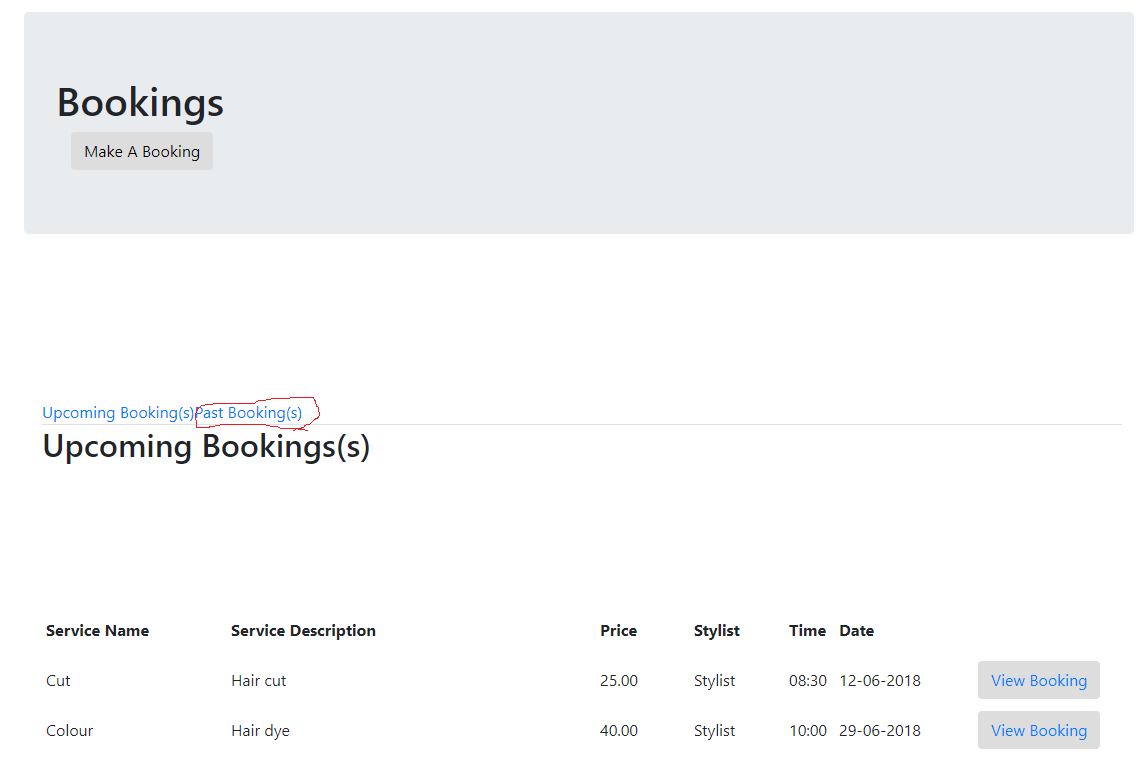 Bookings
Make A Booking
Upcoming Booking(s)Past Booking(s)
Upcoming Bookings(s)
Service Name Service Description Price Stylist Time Date
Cut Hair cut 25.00 Stylist 08:30 12-06-2018 View Booking
Colour Hair dye 40.00 Stylist 10:00 29-06-2018 View Booking